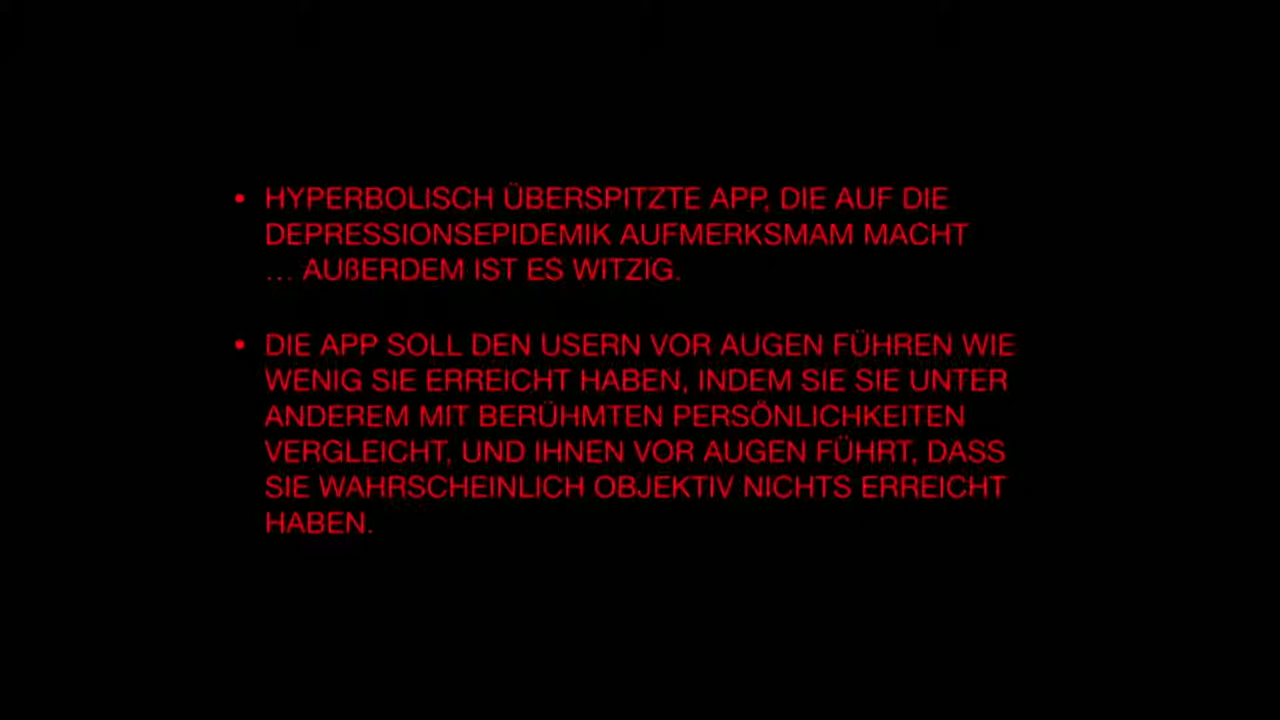 • HYPERBOLISCH ÜBERSPITZTE APP, DIE AUF DIE
DEPRESSIONSEPIDEMIK AUFMERKSMAM MACHT
… AUßERDEM IST ES WITZIG.
• DIE APP SOLL DEN USERN VOR AUGEN FÜHREN WIE
WENIG SIE ERREICHT HABEN, INDEM SIE SIE UNTER
ANDEREM MIT BERÜHMTEN PERSÖNLICHKEITEN
VERGLEICHT, UND IHNEN VOR AUGEN FÜHRT, DASS
SIE WAHRSCHEINLICH OBJEKTIV NICHTS ERREICHT
HABEN.